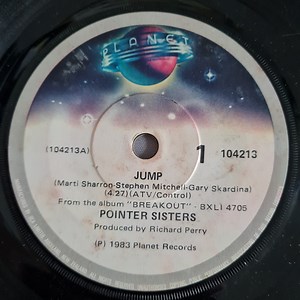 PLANET
(104213A)
1
104213
JUMP
(Marti Sharron-Stephen Mitchell-Gary Skardina)
(4.27)(ATV/Control)
From the album "BREAKOUT" - BXLI 4705
POINTER SISTERS
Produced by Richard Perry
(P) 1983 Planet Records